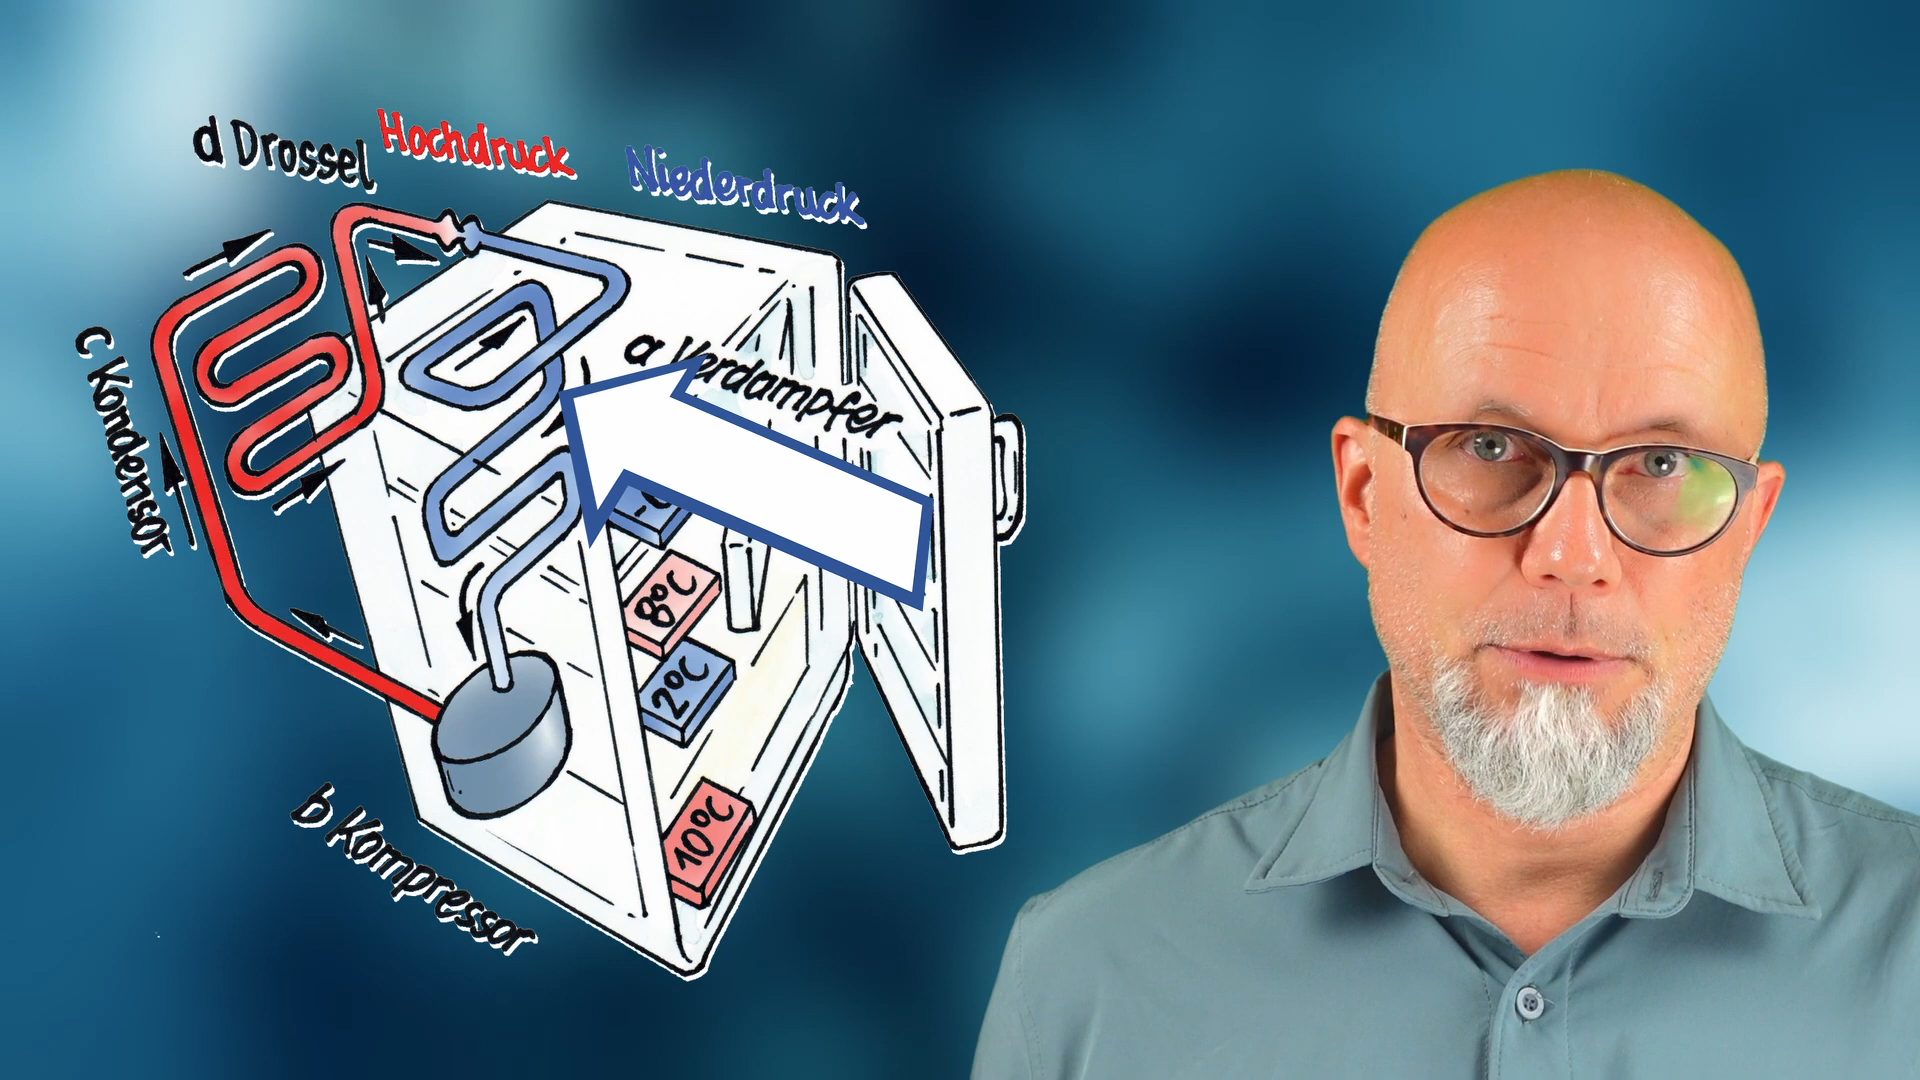 d Drossel
Hochdruck
Niederdruck
a Verdampfer
c Kondensor
8°C
2°C
10°C
b Kompressor